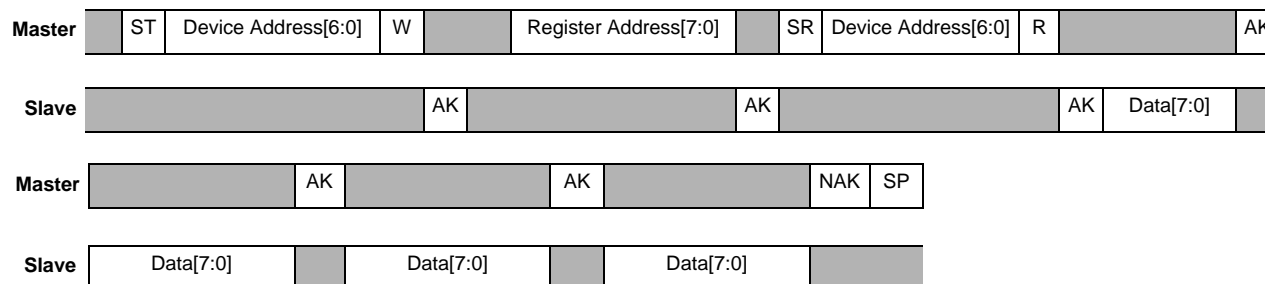 Master ST Device Address[6:0] W Register Address[7:0] SR Device Address[6:0] R AK
Slave AK AK AK Data[7:0]
Master AK AK NAK SP
Slave Data[7:0] Data[7:0] Data[7:0]